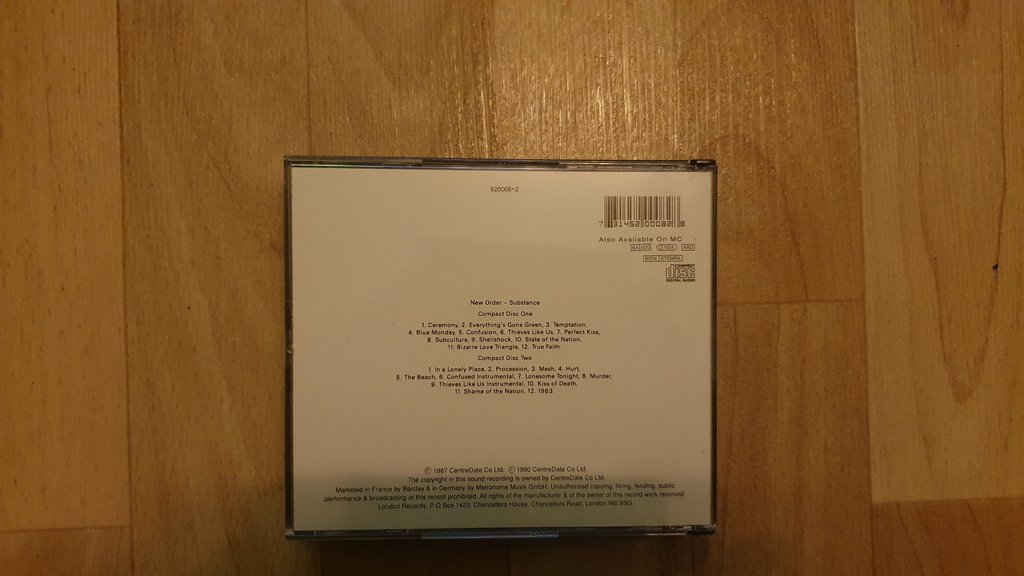 520008•2
7 31452 00082 8
Also Available On MC
BIEM STEMRA
COMPACT
disc
DIGITAL AUDIO
New Order – Substance
Compact Disc One
1. Ceremony, 2. Everything's Gone Green, 3. Temptation,
4. Blue Monday, 5. Confusion, 6. Thieves Like Us, 7. Perfect Kiss,
8. Subculture, 9. Shellshock, 10. State of the Nation,
11. Bizarre Love Triangle, 12. True Faith.
Compact Disc Two
1. In a Lonely Place, 2. Procession, 3. Mesh, 4. Hurt,
5. The Beach, 6. Confused Instrumental, 7. Lonesome Tonight, 8. Murder,
9. Thieves Like Us Instrumental, 10. Kiss of Death,
11. Shame of the Nation, 12. 1963.
Ⓟ 1987 CentreDate Co Ltd. © 1990 CentreDate Co Ltd.
The copyright in this sound recording is owned by CentreDate Co Ltd.
Marketed in France by Barclay & in Germany by Metronome Musik GmbH. Unauthorised copying, hiring, lending, public
performance & broadcasting of this record prohibited. All rights of the manufacturer & of the owner of this record work reserved.
London Records, P.O.Box 1422, Chancellors House, Chancellors Road, London W6 9SG.